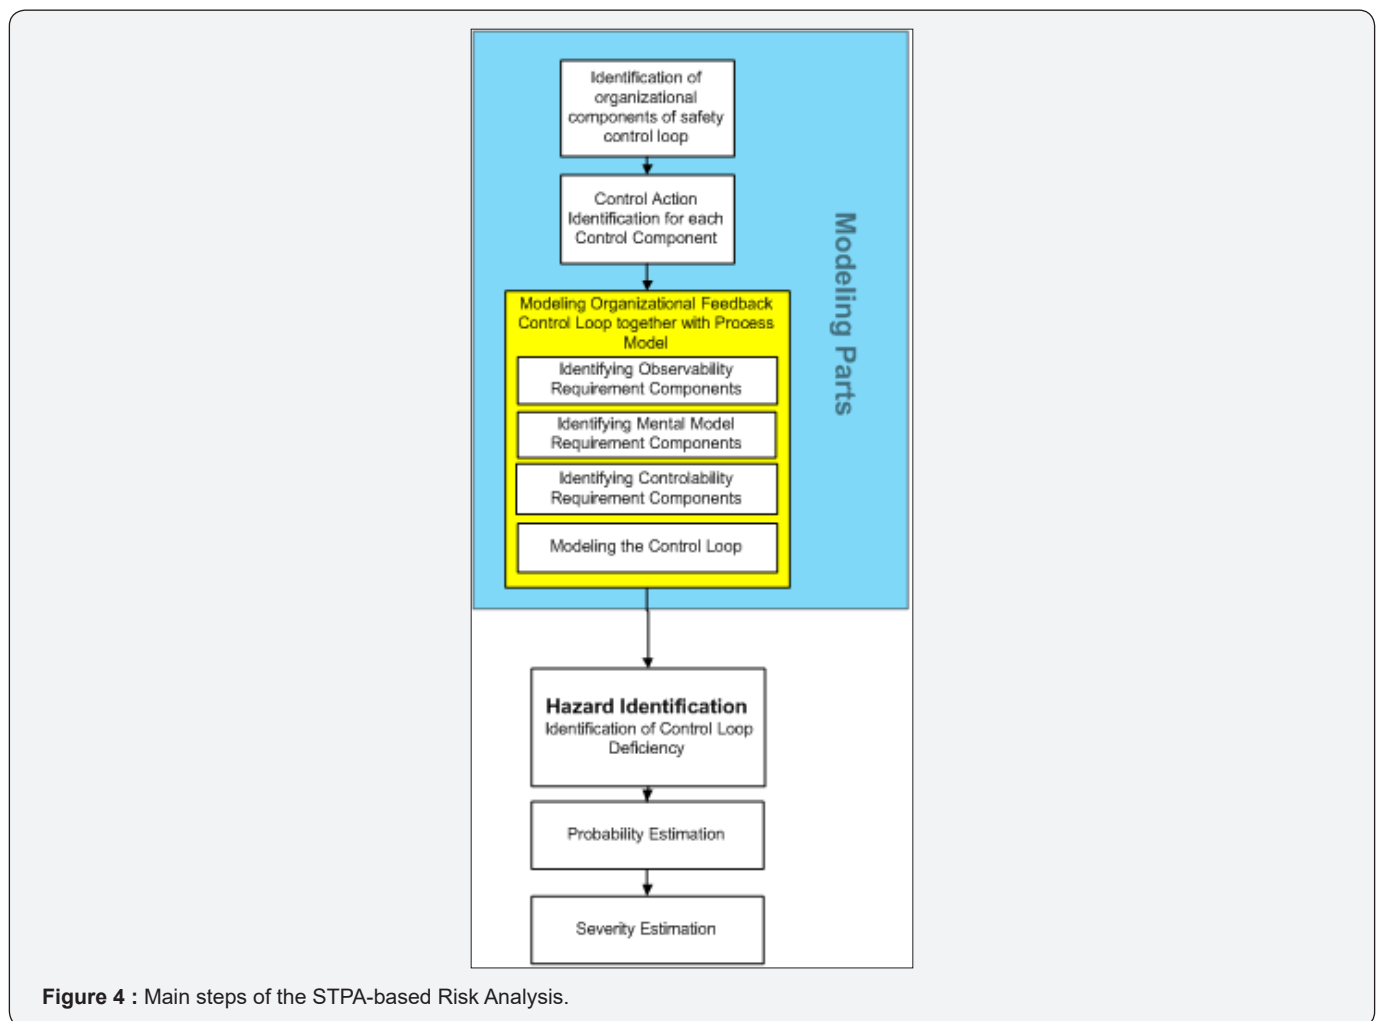 Identification of
organizational
components of safety
control loop
Control Action
Identification for each
Control Component
Modeling Parts
Modeling Organizational Feedback
Control Loop together with Process
Model
Identifying Observability
Requirement Components
Identifying Mental Model
Requirement Components
Identifying Controlability
Requirement Components
Modeling the Control Loop
Hazard Identification
Identification of Control Loop
Deficiency
Probability Estimation
Severity Estimation
Figure 4 : Main steps of the STPA-based Risk Analysis.